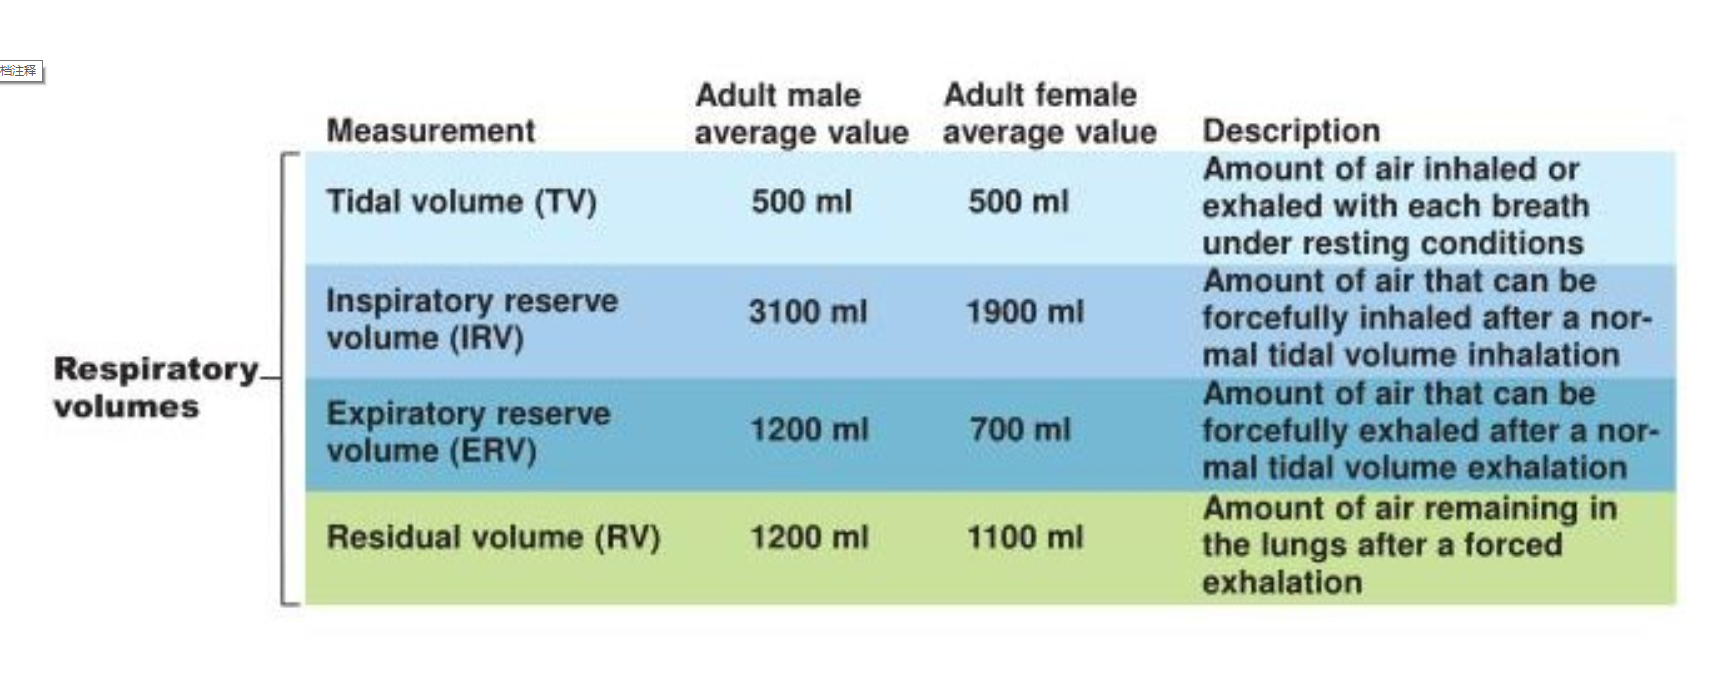 档注释
Adult male Adult female
Measurement average value average value Description
Respiratory
volumes
Tidal volume (TV) 500 ml 500 ml Amount of air inhaled or
exhaled with each breath
under resting conditions
Inspiratory reserve
volume (IRV) 3100 ml 1900 ml Amount of air that can be
forcefully inhaled after a nor-
mal tidal volume inhalation
Expiratory reserve
volume (ERV) 1200 ml 700 ml Amount of air that can be
forcefully exhaled after a nor-
mal tidal volume exhalation
Residual volume (RV) 1200 ml 1100 ml Amount of air remaining in
the lungs after a forced
exhalation